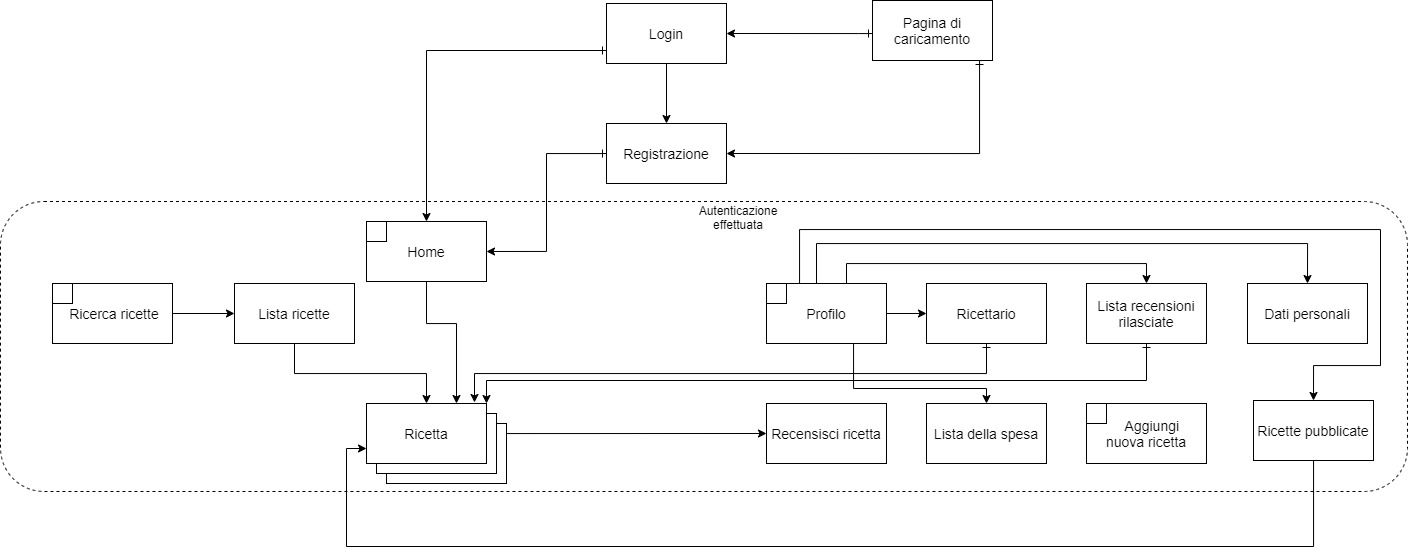 Pagina di
caricamento
Login
Registrazione
Autenticazione
effettuata
Home
Ricerca ricette
Lista ricette
Profilo
Ricettario
Lista recensioni
rilasciate
Dati personali
Ricetta
Recensisci ricetta
Lista della spesa
Aggiungi
nuova ricetta
Ricette pubblicate